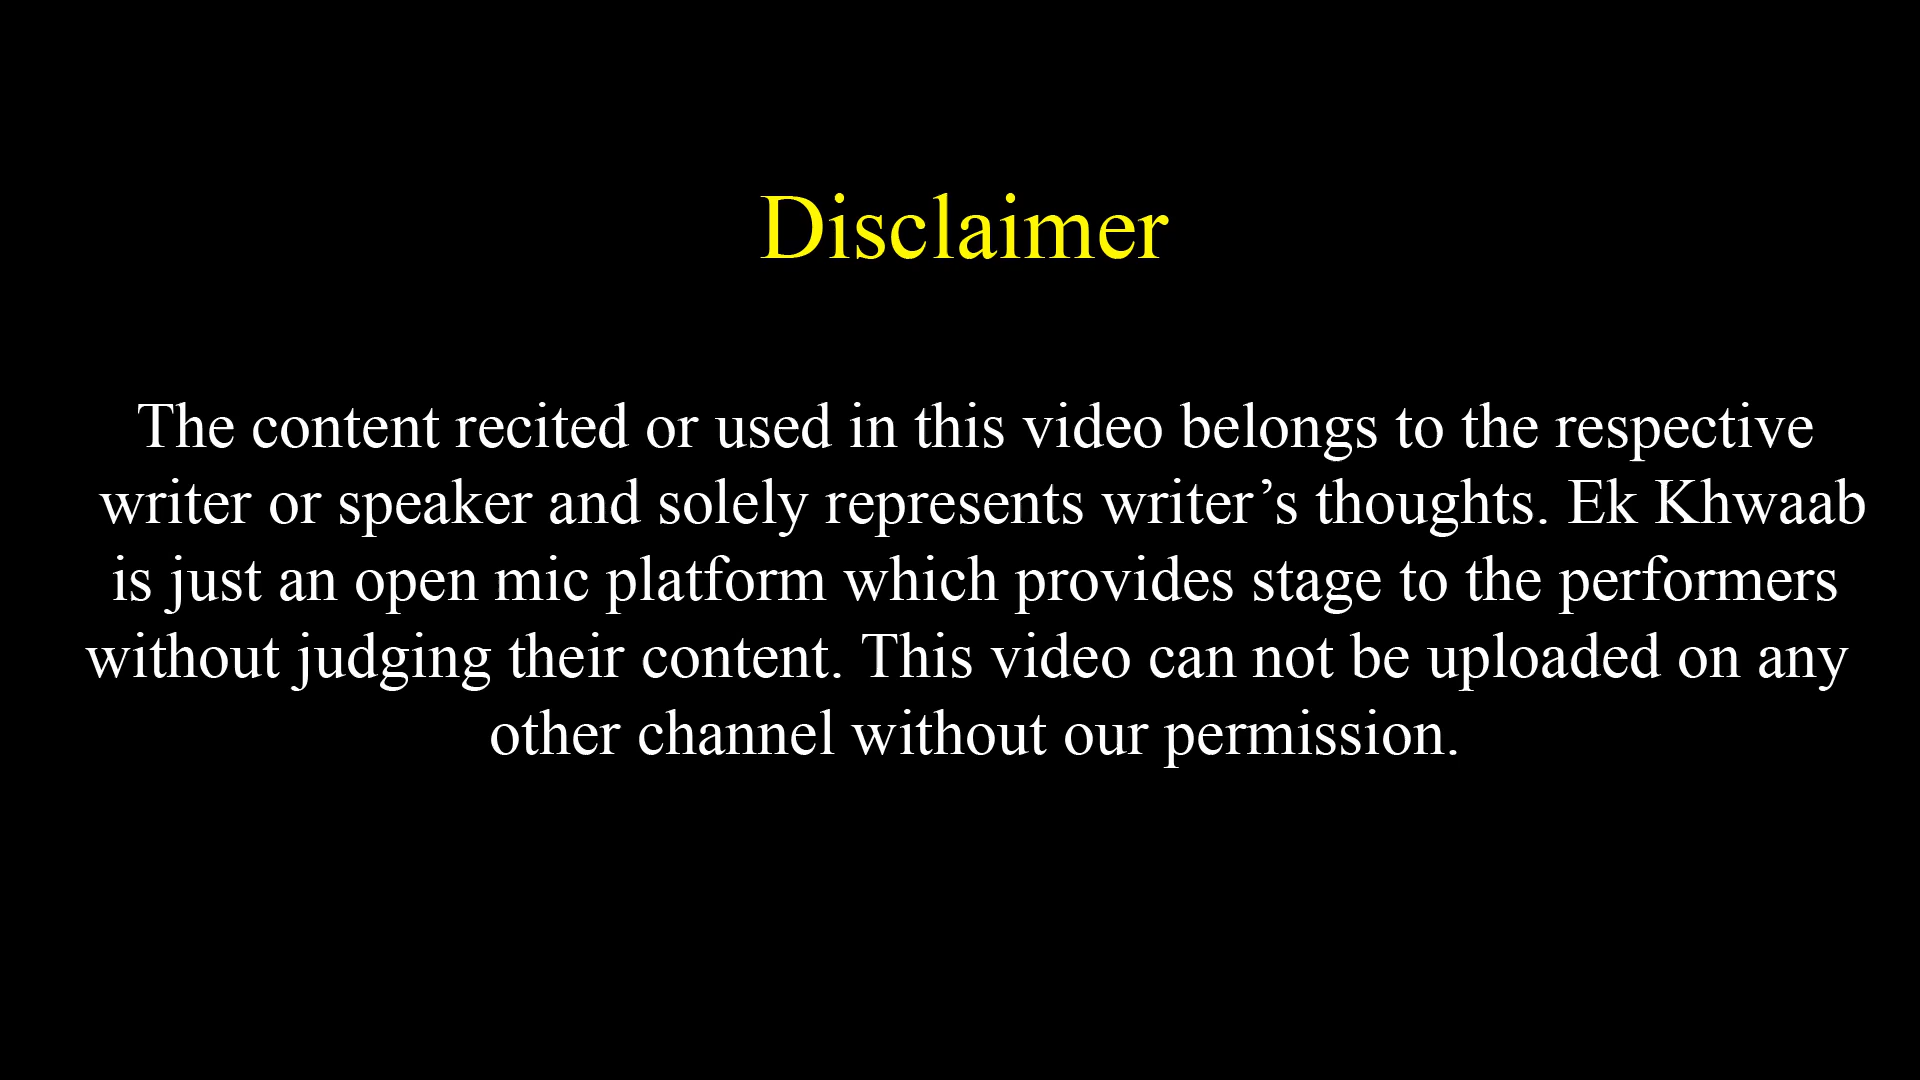 Disclaimer
The content recited or used in this video belongs to the respective
writer or speaker and solely represents writer’s thoughts. Ek Khwaab
is just an open mic platform which provides stage to the performers
without judging their content. This video can not be uploaded on any
other channel without our permission.